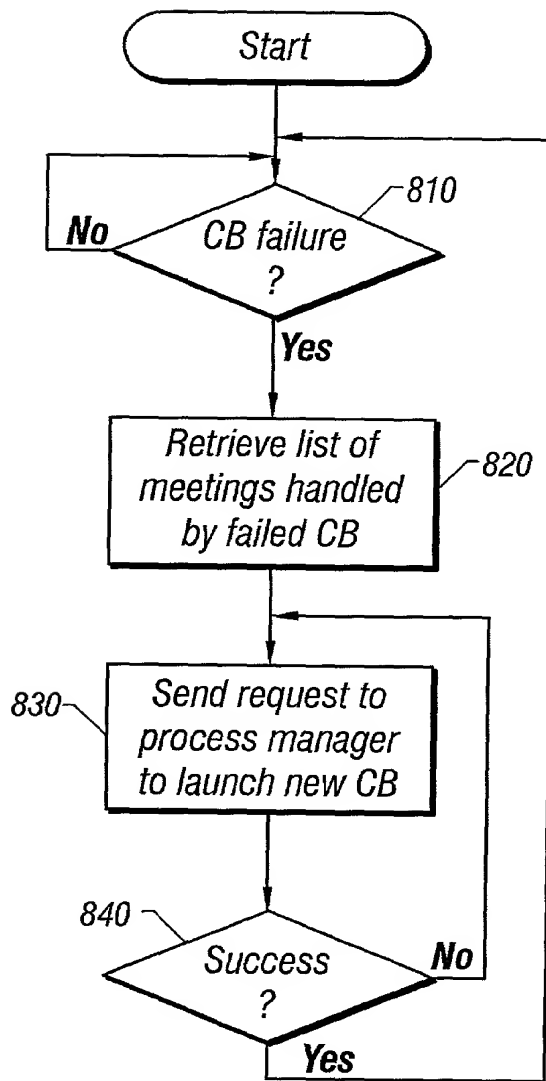 Start
810
No
CB failure
?
Yes
Retrieve list of
meetings handled
by failed CB
820
830
Send request to
process manager
to launch new CB
840
Success
?
No
Yes